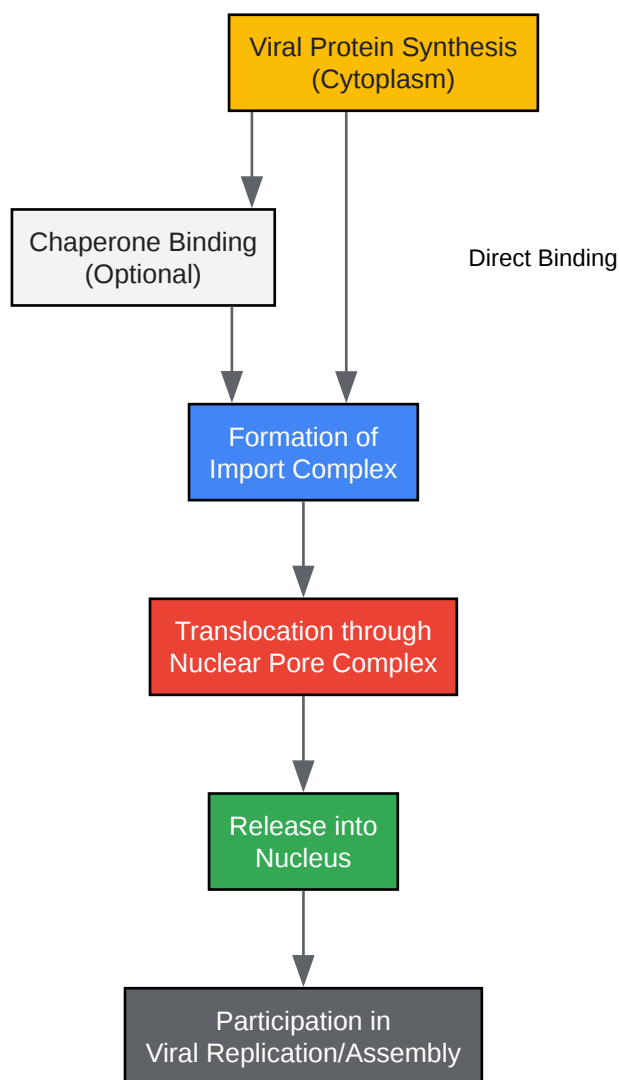 Viral Protein Synthesis
(Cytoplasm)
Chaperone Binding
(Optional)
Direct Binding
Formation of
Import Complex
Translocation through
Nuclear Pore Complex
Release into
Nucleus
Participation in
Viral Replication/Assembly